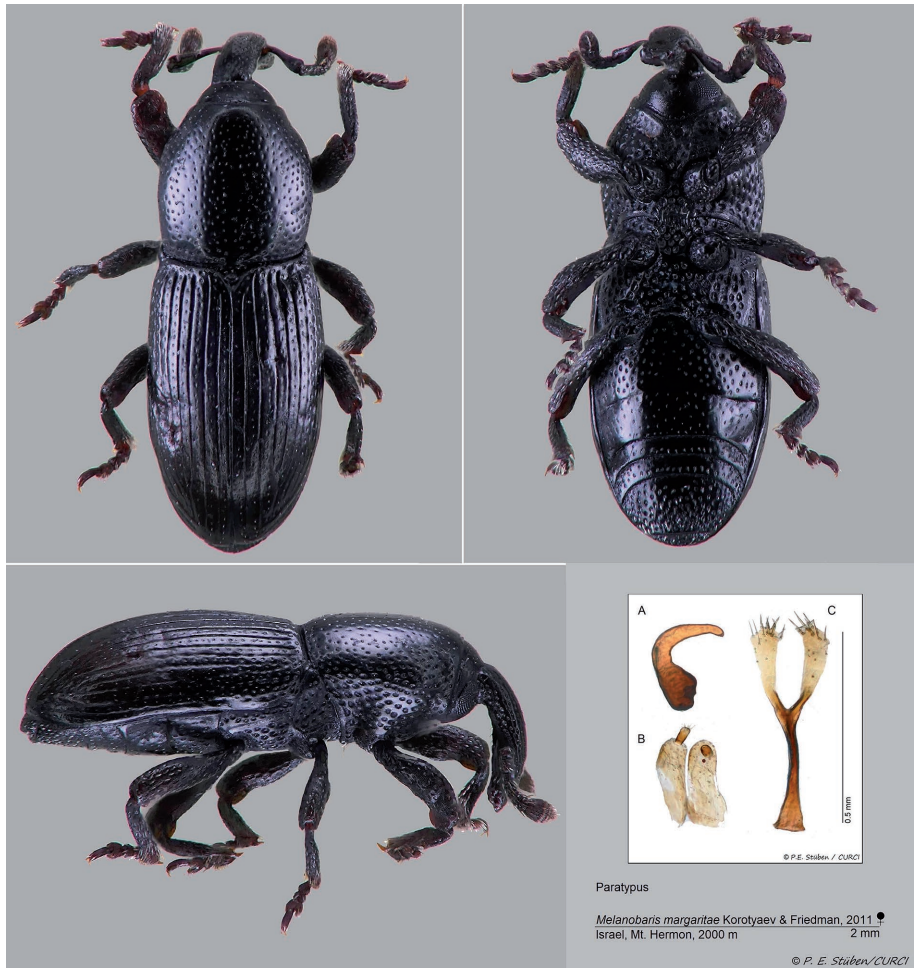 A
C
B
0.5 mm
© P.E. Stüben / CURCI
Paratypus
Melanobaris margaritae Korotyaev & Friedman, 2011 ♀
Israel, Mt. Hermon, 2000 m 2 mm
© P. E. Stüben/CURCI